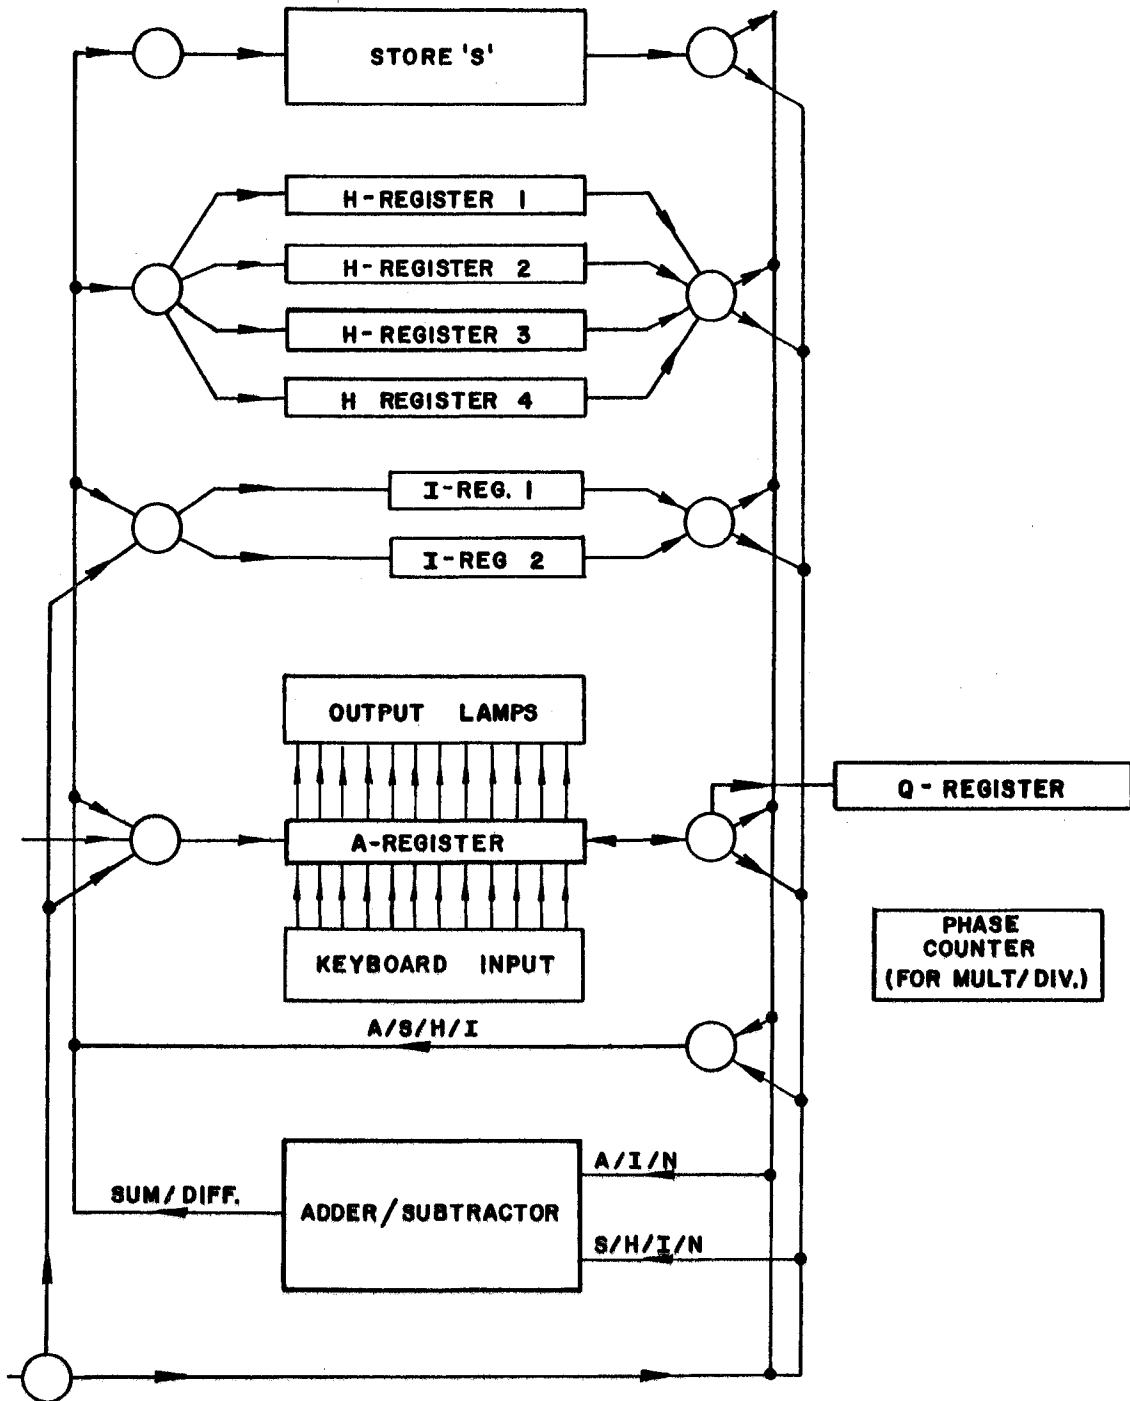 STORE 'S'
H-REGISTER 1
H-REGISTER 2
H-REGISTER 3
H REGISTER 4
I-REG. 1
I-REG 2
OUTPUT LAMPS
Q- REGISTER
A-REGISTER
PHASE
COUNTER
(FOR MULT/DIV.)
KEYBOARD INPUT
A/S/H/I
A/I/N
SUM/DIFF.
ADDER/SUBTRACTOR
S/H/I/N